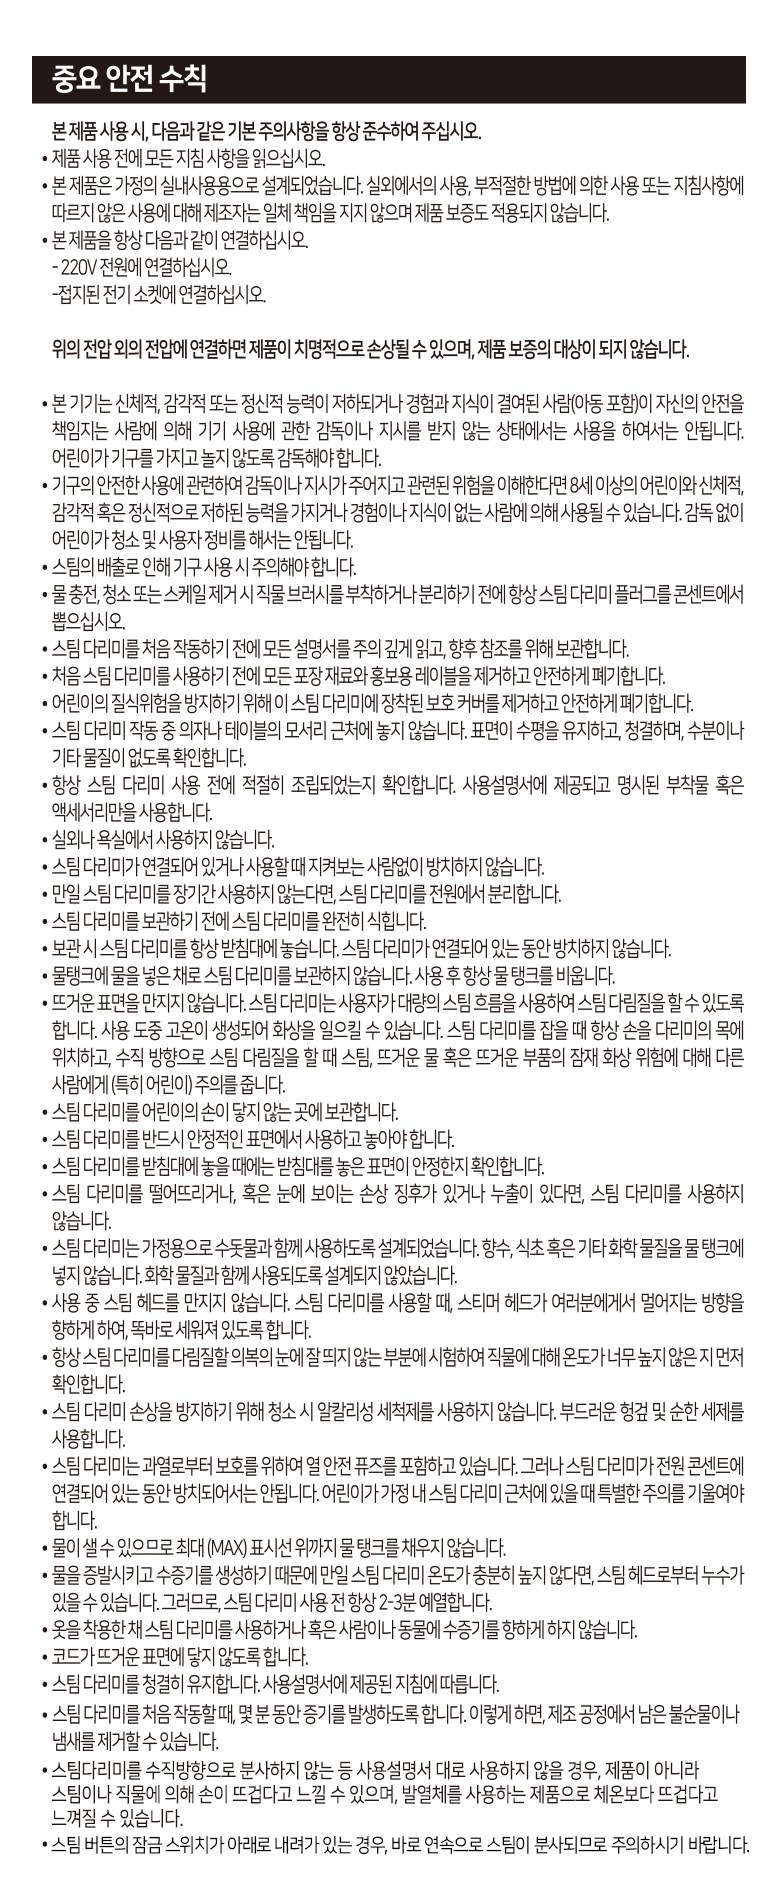 중요 안전 수칙
본 제품 사용 시, 다음과 같은 기본 주의사항을 항상 준수하여 주십시오.
• 제품 사용 전에 모든 지침 사항을 읽으십시오.
• 본 제품은 가정의 실내사용용으로 설계되었습니다. 실외에서의 사용, 부적절한 방법에 의한 사용 또는 지침사항에
따르지 않은 사용에 대해 제조자는 일체 책임을 지지 않으며 제품 보증도 적용되지 않습니다.
• 본 제품을 항상 다음과 같이 연결하십시오.
- 220V 전원에 연결하십시오.
-접지된 전기 소켓에 연결하십시오.
위의 전압 외의 전압에 연결하면 제품이 치명적으로 손상될 수 있으며, 제품 보증의 대상이 되지 않습니다.
• 본 기기는 신체적, 감각적 또는 정신적 능력이 저하되거나 경험과 지식이 결여된 사람(아동 포함)이 자신의 안전을
책임지는 사람에 의해 기기 사용에 관한 감독이나 지시를 받지 않는 상태에서는 사용을 하여서는 안됩니다.
어린이가 기구를 가지고 놀지 않도록 감독해야 합니다.
• 기구의 안전한 사용에 관련하여 감독이나 지시가 주어지고 관련된 위험을 이해한다면 8세 이상의 어린이와 신체적,
감각적 혹은 정신적으로 저하된 능력을 가지거나 경험이나 지식이 없는 사람에 의해 사용될 수 있습니다. 감독 없이
어린이가 청소 및 사용자 정비를 해서는 안됩니다.
• 스팀의 배출로 인해 기구 사용 시 주의해야 합니다.
• 물 충전, 청소 또는 스케일 제거 시 직물 브러시를 부착하거나 분리하기 전에 항상 스팀 다리미 플러그를 콘센트에서
뽑으십시오.
• 스팀 다리미를 처음 작동하기 전에 모든 설명서를 주의 깊게 읽고, 향후 참조를 위해 보관합니다.
• 처음 스팀 다리미를 사용하기 전에 모든 포장 재료와 홍보용 레이블을 제거하고 안전하게 폐기합니다.
• 어린이의 질식위험을 방지하기 위해 이 스팀 다리미에 장착된 보호 커버를 제거하고 안전하게 폐기합니다.
• 스팀 다리미 작동 중 의자나 테이블의 모서리 근처에 놓지 않습니다. 표면이 수평을 유지하고, 청결하며, 수분이나
기타 물질이 없도록 확인합니다.
• 항상 스팀 다리미 사용 전에 적절히 조립되었는지 확인합니다. 사용설명서에 제공되고 명시된 부착물 혹은
액세서리만을 사용합니다.
• 실외나 욕실에서 사용하지 않습니다.
• 스팀 다리미가 연결되어 있거나 사용할 때 지켜보는 사람없이 방치하지 않습니다.
• 만일 스팀 다리미를 장기간 사용하지 않는다면, 스팀 다리미를 전원에서 분리합니다.
• 스팀 다리미를 보관하기 전에 스팀 다리미를 완전히 식힙니다.
• 보관 시 스팀 다리미를 항상 받침대에 놓습니다. 스팀 다리미가 연결되어 있는 동안 방치하지 않습니다.
• 물탱크에 물을 넣은 채로 스팀 다리미를 보관하지 않습니다. 사용 후 항상 물 탱크를 비웁니다.
• 뜨거운 표면을 만지지 않습니다. 스팀 다리미는 사용자가 대량의 스팀 흐름을 사용하여 스팀 다림질을 할 수 있도록
합니다. 사용 도중 고온이 생성되어 화상을 일으킬 수 있습니다. 스팀 다리미를 잡을 때 항상 손을 다리미의 목에
위치하고, 수직 방향으로 스팀 다림질을 할 때 스팀, 뜨거운 물 혹은 뜨거운 부품의 잠재 화상 위험에 대해 다른
사람에게 (특히 어린이) 주의를 줍니다.
• 스팀 다리미를 어린이의 손이 닿지 않는 곳에 보관합니다.
• 스팀 다리미를 반드시 안정적인 표면에서 사용하고 놓아야 합니다.
• 스팀 다리미를 받침대에 놓을 때에는 받침대를 놓은 표면이 안정한지 확인합니다.
• 스팀 다리미를 떨어뜨리거나, 혹은 눈에 보이는 손상 징후가 있거나 누출이 있다면, 스팀 다리미를 사용하지
않습니다.
• 스팀 다리미는 가정용으로 수돗물과 함께 사용하도록 설계되었습니다. 향수, 식초 혹은 기타 화학 물질을 물 탱크에
넣지 않습니다. 화학 물질과 함께 사용되도록 설계되지 않았습니다.
• 사용 중 스팀 헤드를 만지지 않습니다. 스팀 다리미를 사용할 때, 스티머 헤드가 여러분에게서 멀어지는 방향을
향하게 하여, 똑바로 세워져 있도록 합니다.
• 항상 스팀 다리미를 다림질할 의복의 눈에 잘 띄지 않는 부분에 시험하여 직물에 대해 온도가 너무 높지 않은 지 먼저
확인합니다.
• 스팀 다리미 손상을 방지하기 위해 청소 시 알칼리성 세척제를 사용하지 않습니다. 부드러운 헝겊 및 순한 세제를
사용합니다.
• 스팀 다리미는 과열로부터 보호를 위하여 열 안전 퓨즈를 포함하고 있습니다. 그러나 스팀 다리미가 전원 콘센트에
연결되어 있는 동안 방치되어서는 안됩니다. 어린이가 가정 내 스팀 다리미 근처에 있을 때 특별한 주의를 기울여야
합니다.
• 물이 샐 수 있으므로 최대 (MAX) 표시선 위까지 물 탱크를 채우지 않습니다.
• 물을 증발시키고 수증기를 생성하기 때문에 만일 스팀 다리미 온도가 충분히 높지 않다면, 스팀 헤드로부터 누수가
있을 수 있습니다. 그러므로, 스팀 다리미 사용 전 항상 2-3분 예열합니다.
• 옷을 착용한 채 스팀 다리미를 사용하거나 혹은 사람이나 동물에 수증기를 향하게 하지 않습니다.
• 코드가 뜨거운 표면에 닿지 않도록 합니다.
• 스팀 다리미를 청결히 유지합니다. 사용설명서에 제공된 지침에 따릅니다.
• 스팀 다리미를 처음 작동할 때, 몇 분 동안 증기를 발생하도록 합니다. 이렇게 하면, 제조 공정에서 남은 불순물이나
냄새를 제거할 수 있습니다.
• 스팀다리미를 수직방향으로 분사하지 않는 등 사용설명서 대로 사용하지 않을 경우, 제품이 아니라
스팀이나 직물에 의해 손이 뜨겁다고 느낄 수 있으며, 발열체를 사용하는 제품으로 체온보다 뜨겁다고
느껴질 수 있습니다.
• 스팀 버튼의 잠금 스위치가 아래로 내려가 있는 경우, 바로 연속으로 스팀이 분사되므로 주의하시기 바랍니다.